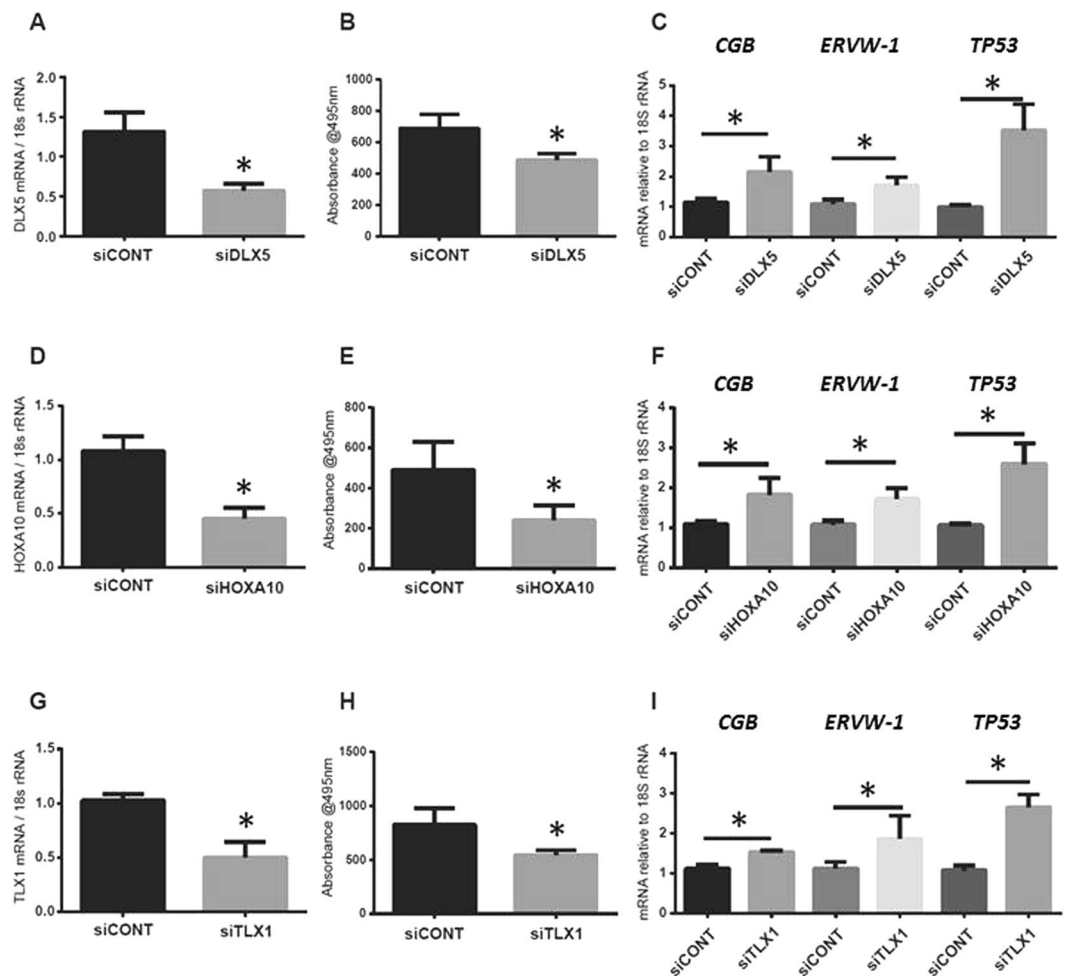 A
DLX5 mRNA / 18s rRNA
2.0
1.5
1.0
0.5
0.0
*
siCONT
siDLX5
B
Absorbance @495nm
1000
800
600
400
200
0
*
siCONT
siDLX5
C
CGB ERVW-1 TP53
mRNA relative to 18S rRNA
5
4
3
2
1
0
* * *
siCONT
siDLX5
siCONT
siDLX5
siCONT
siDLX5
D
HOXA10 mRNA / 18s rRNA
1.5
1.0
0.5
0.0
*
siCONT
siHOXA10
E
Absorbance @495nm
800
600
400
200
0
*
siCONT
siHOXA10
F
CGB ERVW-1 TP53
mRNA relative to 18S rRNA
4
3
2
1
0
* * *
siCONT
siHOXA10
siCONT
siHOXA10
siCONT
siHOXA10
G
TLX1 mRNA / 18s rRNA
1.5
1.0
0.5
0.0
*
siCONT
siTLX1
H
Absorbance @495nm
1500
1000
500
0
*
siCONT
siTLX1
I
CGB ERVW-1 TP53
mRNA relative to 18S rRNA
4
3
2
1
0
* * *
siCONT
siTLX1
siCONT
siTLX1
siCONT
siTLX1